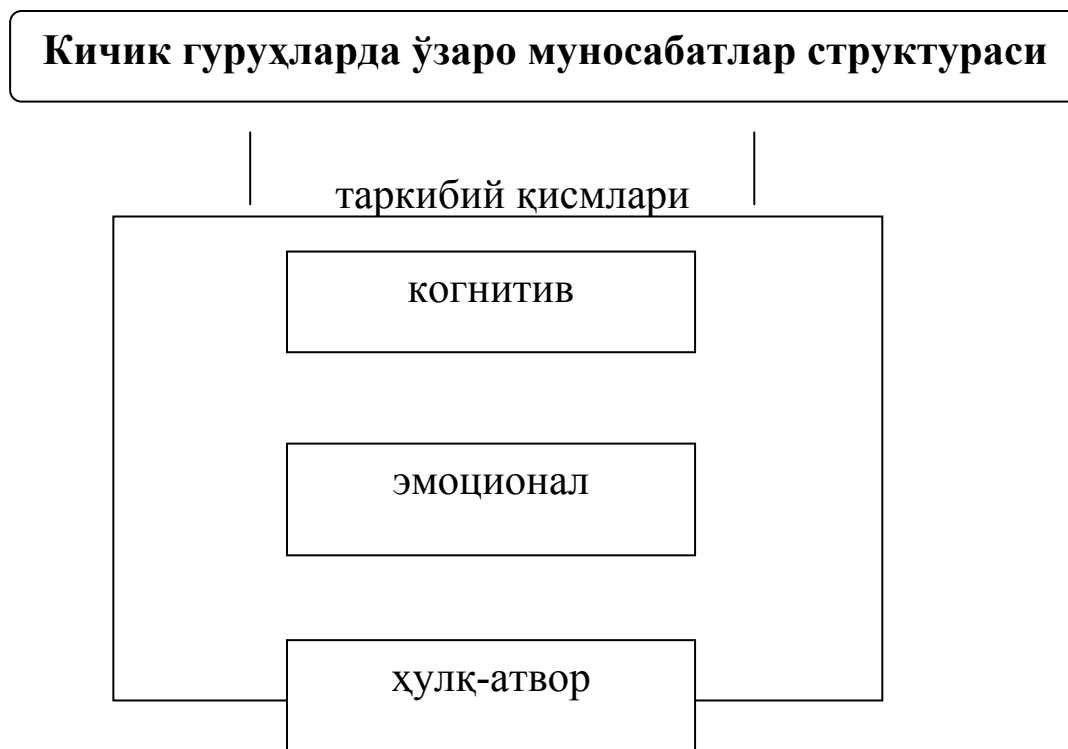 Кичик гуруҳларда ўзаро муносабатлар структураси
таркибий қисмлари
когнитив
эмоционал
ҳулқ-атвор